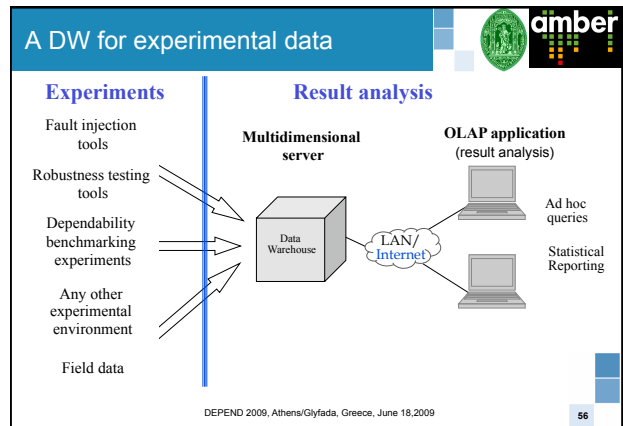 A DW for experimental data
amber
Experiments
Result analysis
Fault injection
tools
Robustness testing
tools
Dependability
benchmarking
experiments
Any other
experimental
environment
Field data
Multidimensional
server
Data
Warehouse
LAN/
Internet
OLAP application
(result analysis)
Ad hoc
queries
Statistical
Reporting
DEPEND 2009, Athens/Glyfada, Greece, June 18,2009
56